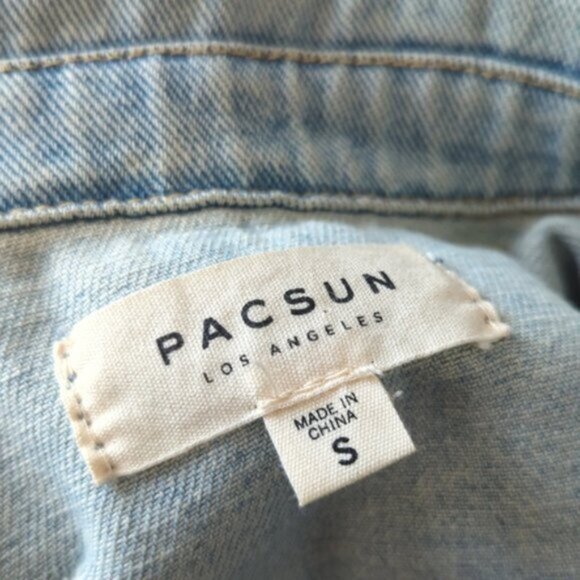 PACSUN
LOS ANGELES
MADE IN
CHINA
S